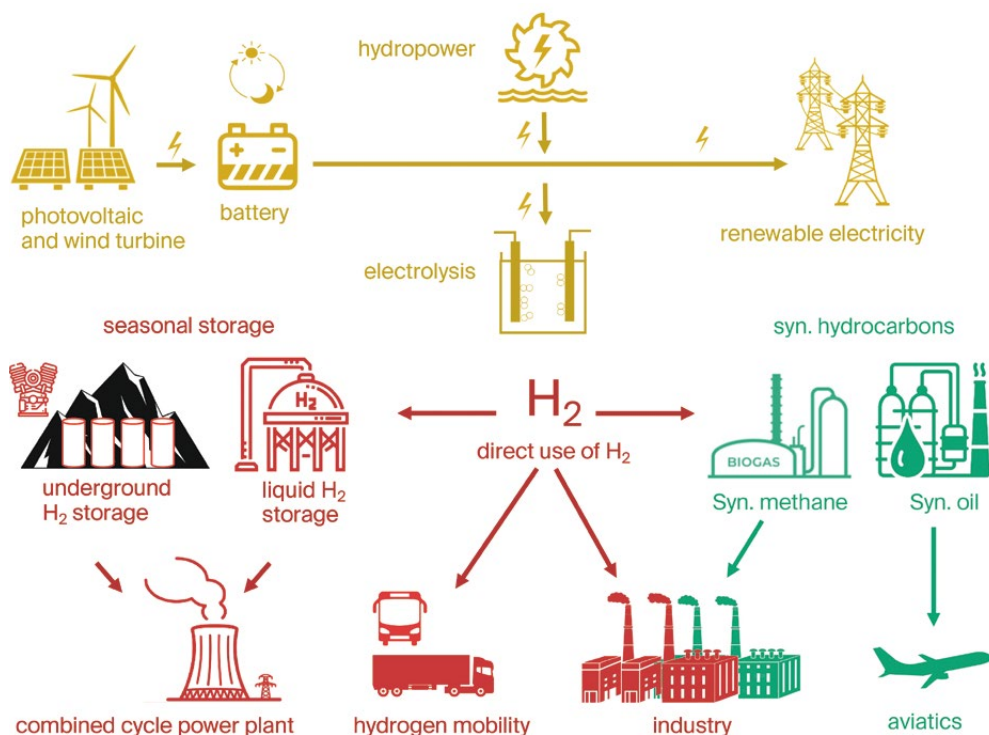 hydropower
photovoltaic
and wind turbine
battery
renewable electricity
electrolysis
seasonal storage
syn. hydrocarbons
H₂
H₂
direct use of H₂
BIOGAS
underground
H₂ storage
liquid H₂
storage
Syn. methane
Syn. oil
combined cycle power plant
hydrogen mobility
industry
aviatics